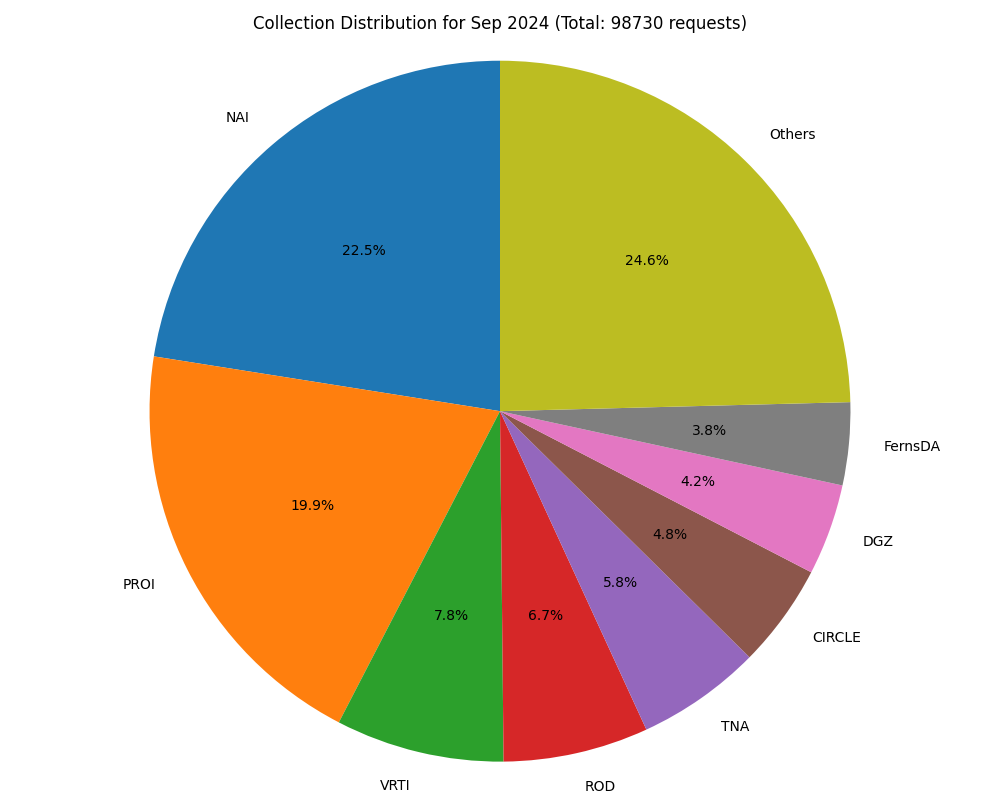 Collection Distribution for Sep 2024 (Total: 98730 requests)
NAI
Others
22.5%
24.6%
3.8%
FernsDA
4.2%
19.9%
4.8%
DGZ
5.8%
PROI
7.8%
6.7%
CIRCLE
TNA
VRTI
ROD